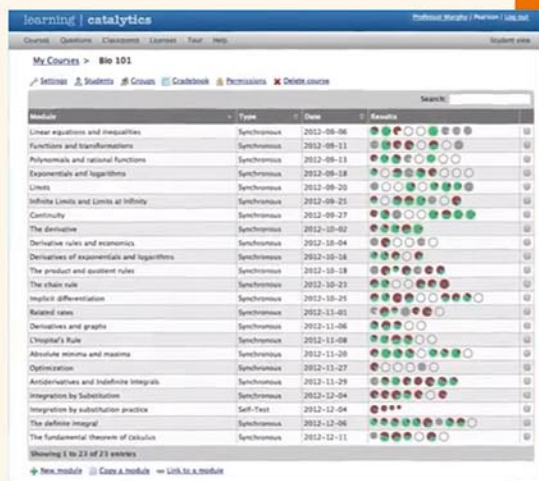 learning | catalytics
Professor Murphy / Pearson | Log out
Courses Questions Classrooms Licenses Tour Help Student view
My Courses > Bio 101
Settings Students Groups Gradebook Permissions Delete course
Search:
Module Type Date Results
Linear equations and inequalities Synchronous 2012-09-06
Functions and transformations Synchronous 2012-09-11
Polynomials and rational functions Synchronous 2012-09-13
Exponentials and logarithms Synchronous 2012-09-18
Limits Synchronous 2012-09-20
Infinite Limits and Limits at Infinity Synchronous 2012-09-25
Continuity Synchronous 2012-09-27
The derivative Synchronous 2012-10-02
Derivative rules and economics Synchronous 2012-10-04
Derivatives of exponentials and logarithms Synchronous 2012-10-16
The product and quotient rules Synchronous 2012-10-18
The chain rule Synchronous 2012-10-23
Implicit differentiation Synchronous 2012-10-25
Related rates Synchronous 2012-11-01
Derivatives and graphs Synchronous 2012-11-06
L'Hopital's Rule Synchronous 2012-11-08
Absolute minima and maxima Synchronous 2012-11-20
Optimization Synchronous 2012-11-27
Antiderivatives and Indefinite Integrals Synchronous 2012-11-29
Integration by Substitution Synchronous 2012-12-04
Integration by substitution practice Self-Test 2012-12-04
The definite integral Synchronous 2012-12-06
The fundamental theorem of calculus Synchronous 2012-12-11
Showing 1 to 23 of 23 entries
New module Copy a module Link to a module